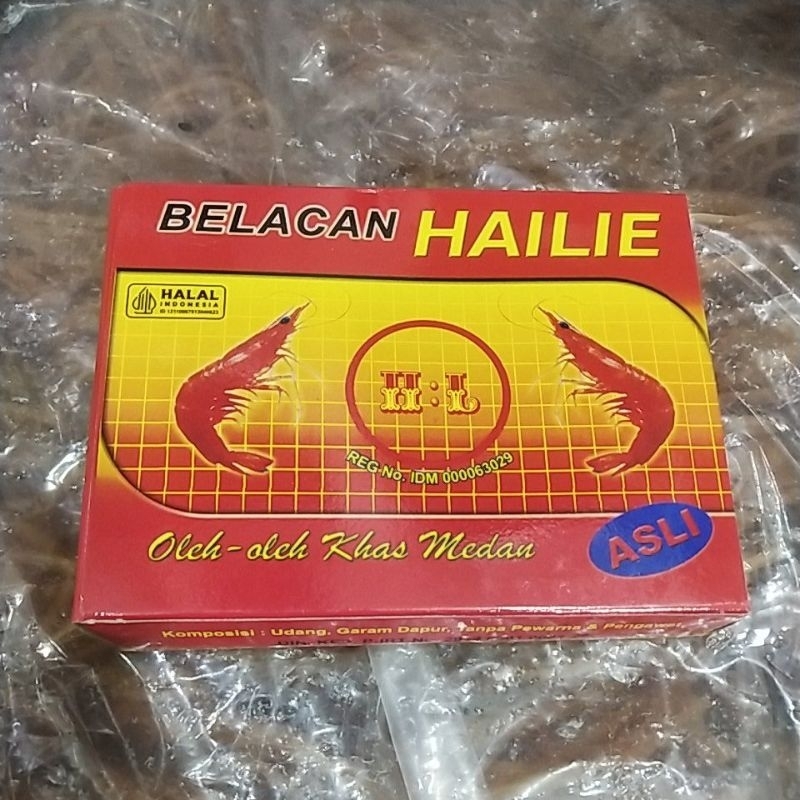 BELACAN HAILIE
HALAL
INDONESIA
H:L
REG No. IDM 000063029
Oleh-oleh Khas Medan
ASLI
Komposisi : Udang, Garam Dapur, Tanpa Pewarna & Pengawet